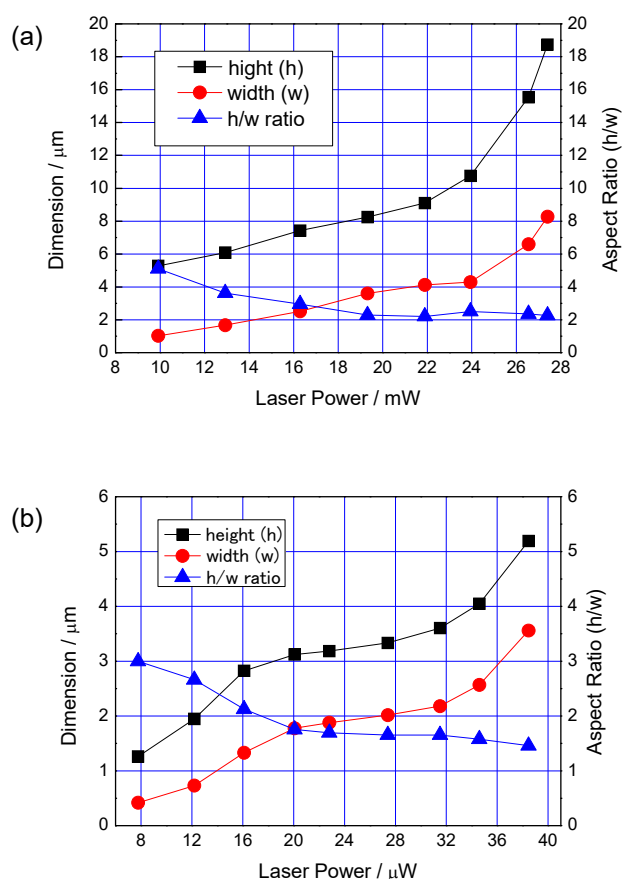 (a)
20
18
16
14
12
10
8
6
4
2
0
Dimension / μm
hight (h)
width (w)
h/w ratio
20
18
16
14
12
10
8
6
4
2
0
Aspect Ratio (h/w)
8 10 12 14 16 18 20 22 24 26 28
Laser Power / mW
(b)
6
5
4
3
2
1
0
Dimension / μm
height (h)
width (w)
h/w ratio
6
5
4
3
2
1
0
Aspect Ratio (h/w)
8 12 16 20 24 28 32 36 40
Laser Power / μW